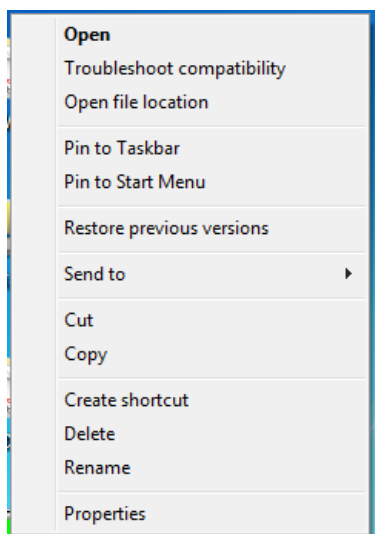 Open
Troubleshoot compatibility
Open file location
Pin to Taskbar
Pin to Start Menu
Restore previous versions
Send to
Cut
Copy
Create shortcut
Delete
Rename
Properties